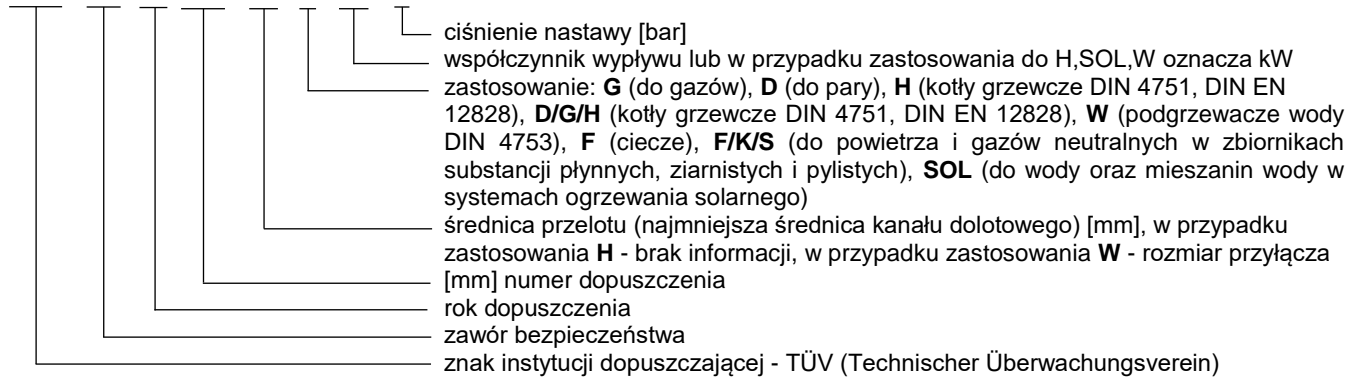 ciśnienie nastawy [bar]
współczynnik wypływu lub w przypadku zastosowania do H,SOL,W oznacza kW
zastosowanie: G (do gazów), D (do pary), H (kotły grzewcze DIN 4751, DIN EN
12828), D/G/H (kotły grzewcze DIN 4751, DIN EN 12828), W (podgrzewacze wody
DIN 4753), F (ciecze), F/K/S (do powietrza i gazów neutralnych w zbiornikach
substancji płynnych, ziarnistych i pylistych), SOL (do wody oraz mieszanin wody w
systemach ogrzewania solarnego)
średnica przelotu (najmniejsza średnica kanału dolotowego) [mm], w przypadku
zastosowania H - brak informacji, w przypadku zastosowania W - rozmiar przyłącza
[mm] numer dopuszczenia
rok dopuszczenia
zawór bezpieczeństwa
znak instytucji dopuszczającej - TÜV (Technischer Überwachungsverein)